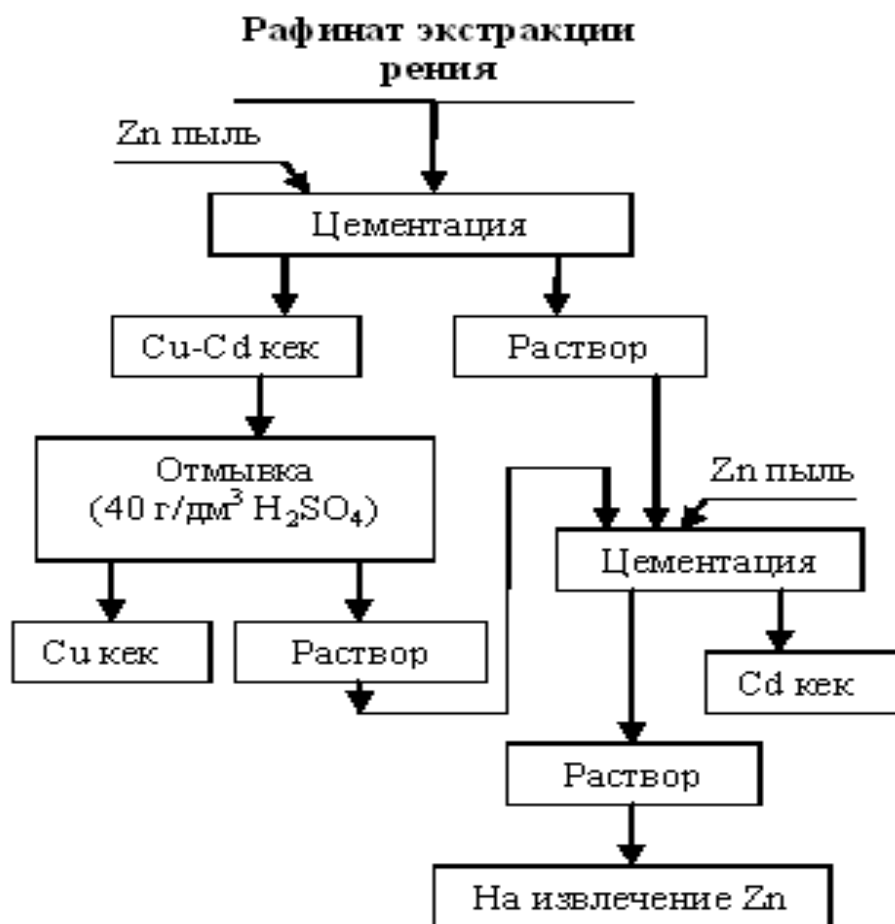 Рафинат экстракции
рения
Zn пыль
Цементация
Cu-Cd кек
Раствор
Отмывка
(40 г/дм³ H₂SO₄)
Zn пыль
Цементация
Cu кек
Раствор
Cd кек
Раствор
На извлечение Zn